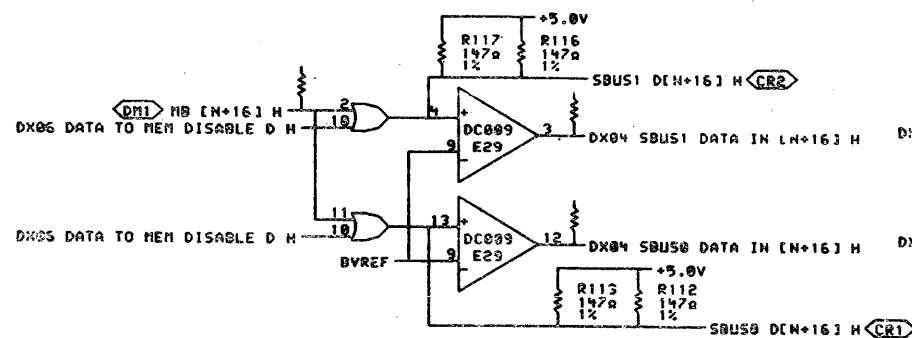 +5.0V
R117 R116
147Ω 147Ω
1% 1%
SBUS1 D[N+16] H CR2
DM1 MB [N+16] H
2
4
+
DX06 DATA TO MEM DISABLE D H
DC009
3
DX04 SBUS1 DATA IN [N+16] H
E29
9
-
11
13
+
10
DC009
12
DX04 SBUS0 DATA IN [N+16] H
DX05 DATA TO MEM DISABLE D H
E29
BVREF
9
-
+5.0V
R113 R112
147Ω 147Ω
1% 1%
SBUS0 D[N+16] H CR1